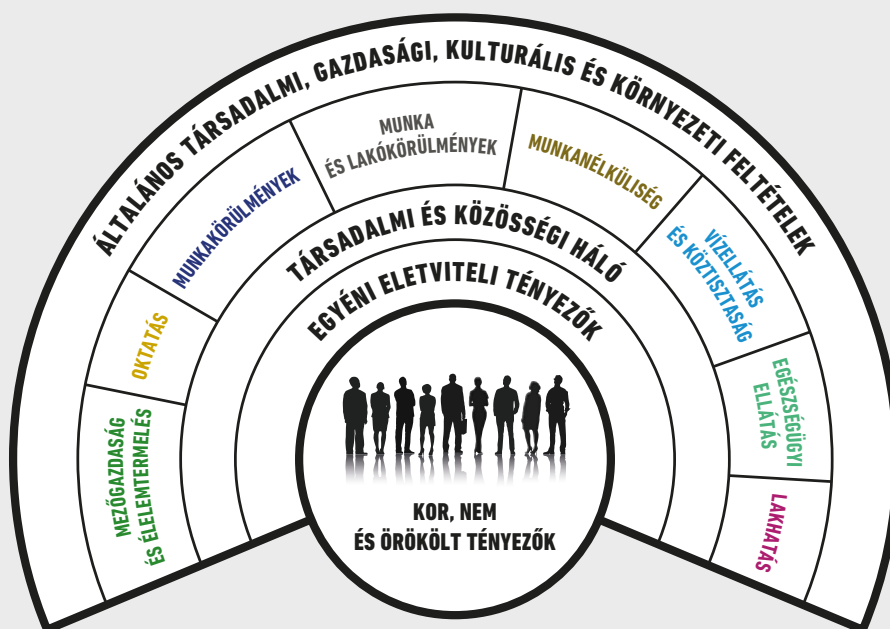 ÁLTALÁNOS TÁRSADALMI, GAZDASÁGI, KULTURÁLIS ÉS KÖRNYEZETI FELTÉTELEK
MEZŐGAZDASÁG
ÉS ÉLELEMTERMELÉS
OKTATÁS
MUNKAKÖRÜLMÉNYEK
MUNKA
ÉS LAKÓKÖRÜLMÉNYEK
MUNKANÉLKÜLISÉG
VÍZELLÁTÁS
ÉS KÖZTISZTASÁG
EGÉSZSÉGÜGYI
ELLÁTÁS
LAKHATÁS
TÁRSADALMI ÉS KÖZÖSSÉGI HÁLÓ
EGYÉNI ELETVITELI TÉNYEZŐK
KOR, NEM
ÉS ÖRÖKÖLT TÉNYEZŐK